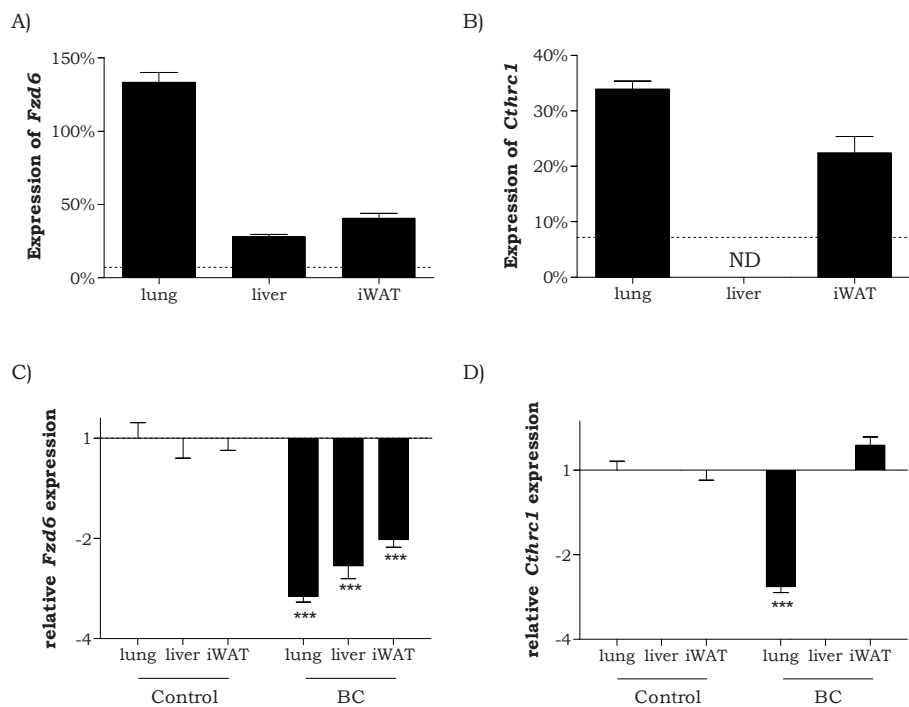 A)
Expression of Fzd6
150%
100%
50%
0%
lung liver iWAT
B)
Expression of Cthrc1
40%
30%
20%
10%
0%
ND
lung liver iWAT
C)
relative Fzd6 expression
1
-2
-4
*** *** ***
lung liver iWAT lung liver iWAT
Control BC
D)
relative Cthrc1 expression
1
-2
-4
***
lung liver iWAT lung liver iWAT
Control BC